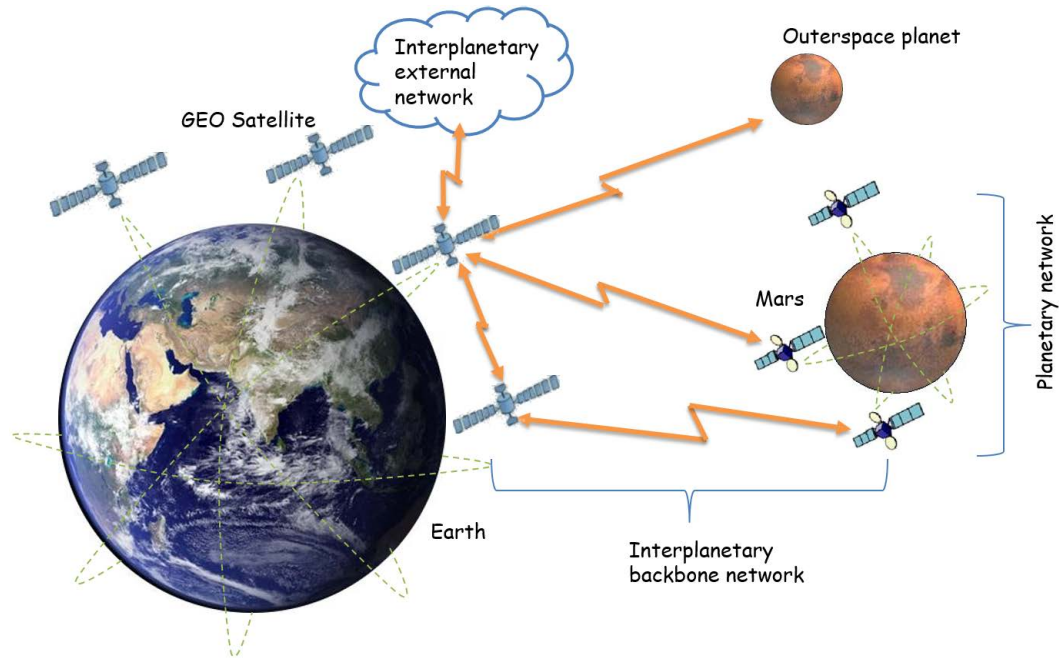 Interplanetary
external
network
Outerspace planet
GEO Satellite
Mars
Planetary network
Earth
Interplanetary
backbone network